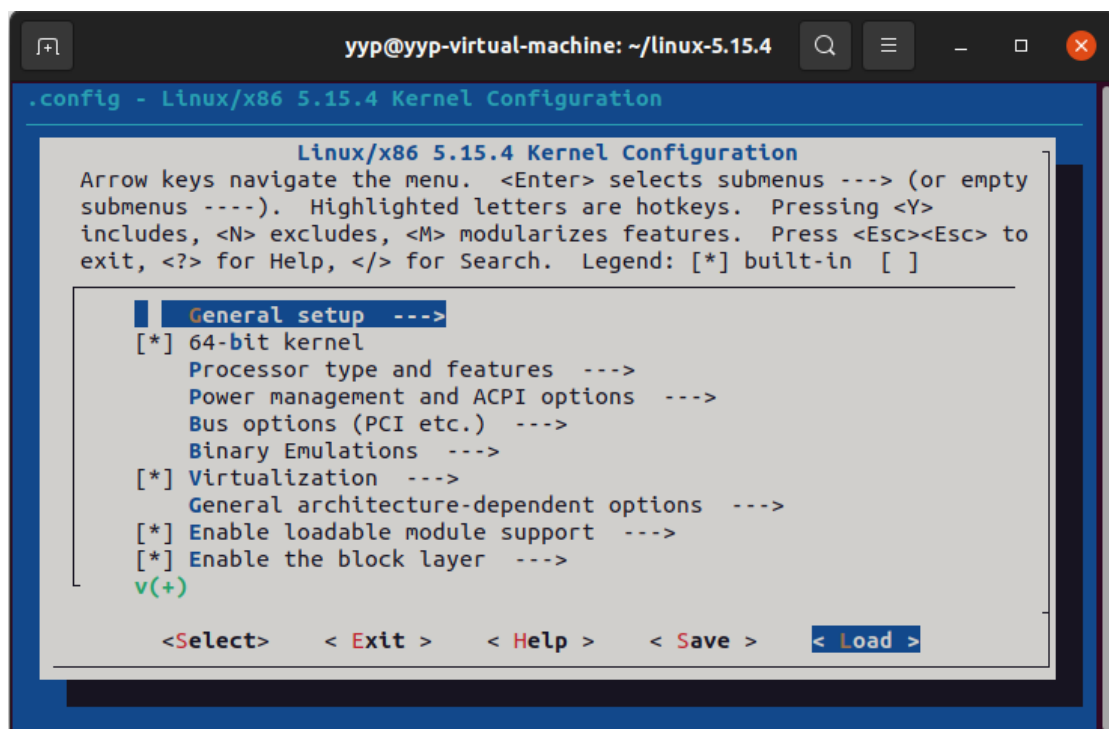 yyp@yyp-virtual-machine: ~/linux-5.15.4
.config - Linux/x86 5.15.4 Kernel Configuration
Linux/x86 5.15.4 Kernel Configuration
Arrow keys navigate the menu.  <Enter> selects submenus ---> (or empty
submenus ----).  Highlighted letters are hotkeys.  Pressing <Y>
includes, <N> excludes, <M> modularizes features.  Press <Esc><Esc> to
exit, <?> for Help, </> for Search.  Legend: [*] built-in  [ ]
General setup  --->
[*] 64-bit kernel
Processor type and features  --->
Power management and ACPI options  --->
Bus options (PCI etc.)  --->
Binary Emulations  --->
[*] Virtualization  --->
General architecture-dependent options  --->
[*] Enable loadable module support  --->
[*] Enable the block layer  --->
v(+)
<Select>    < Exit >    < Help >    < Save >    < Load >